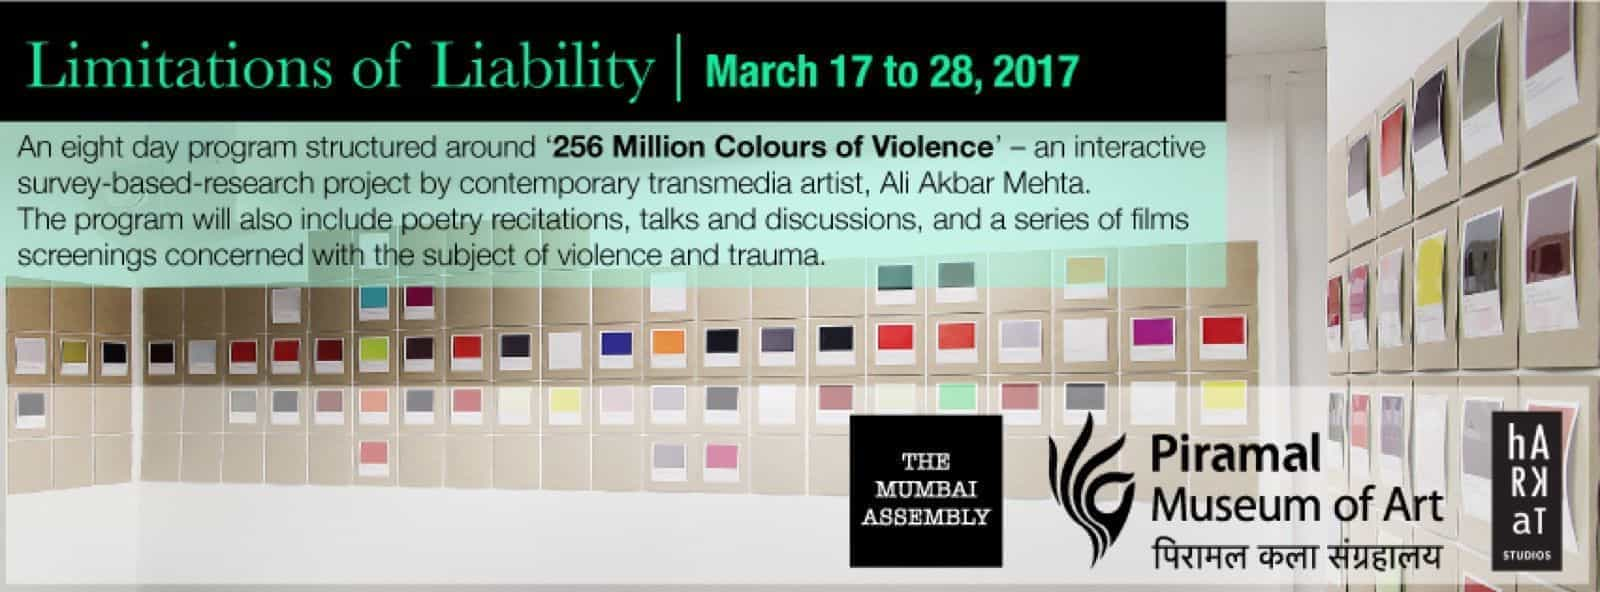 Limitations of Liability | March 17 to 28, 2017
An eight day program structured around ‘256 Million Colours of Violence’ – an interactive
survey-based-research project by contemporary transmedia artist, Ali Akbar Mehta.
The program will also include poetry recitations, talks and discussions, and a series of films
screenings concerned with the subject of violence and trauma.
THE
MUMBAI
ASSEMBLY
Piramal
Museum of Art
पिरामल कला संग्रहालय
hA
RK
aT
STUDIOS